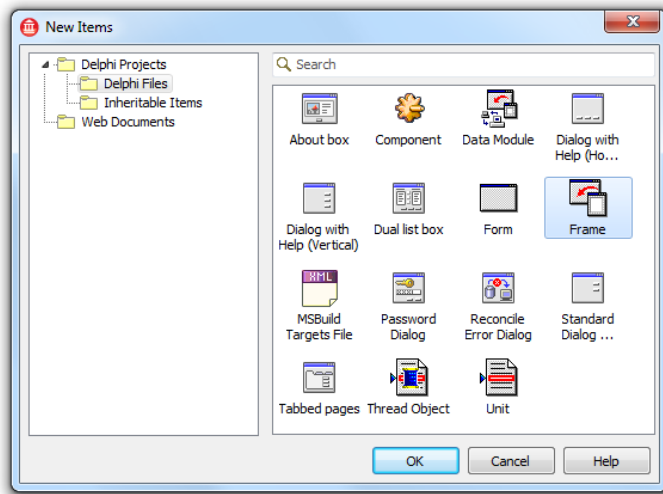 New Items
Delphi Projects
Delphi Files
Inheritable Items
Web Documents
Search
About box
Component
Data Module
Dialog with
Help (Ho...
Dialog with
Help (Vertical)
Dual list box
Form
Frame
XML
MSBuild
Targets File
Password
Dialog
Reconcile
Error Dialog
Standard
Dialog ...
Tabbed pages
Thread Object
Unit
OK
Cancel
Help